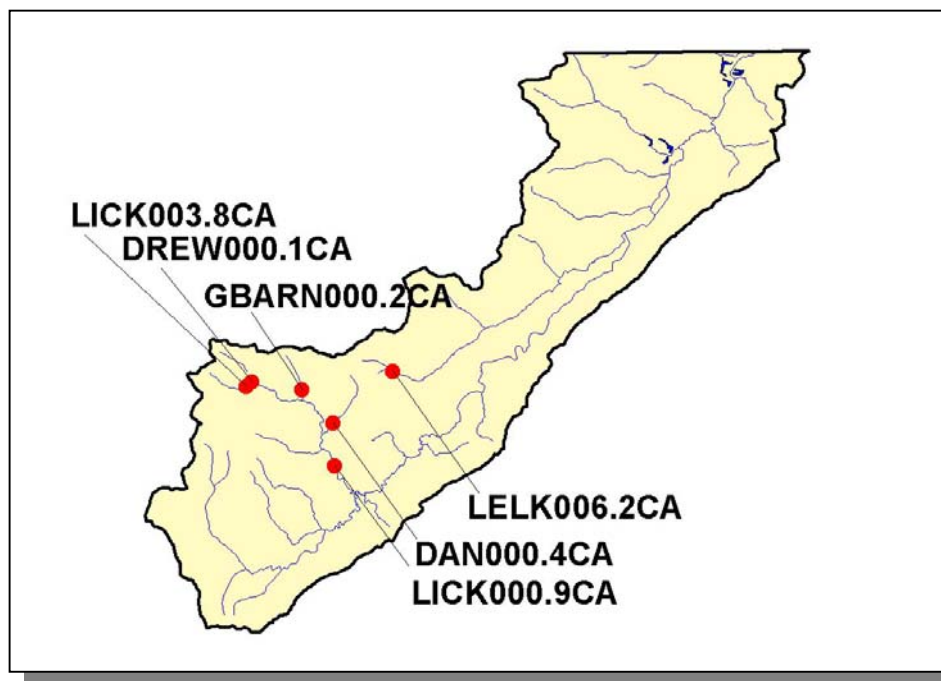 LICK003.8CA
DREW000.1CA
GBARN000.2CA
LELK006.2CA
DAN000.4CA
LICK000.9CA